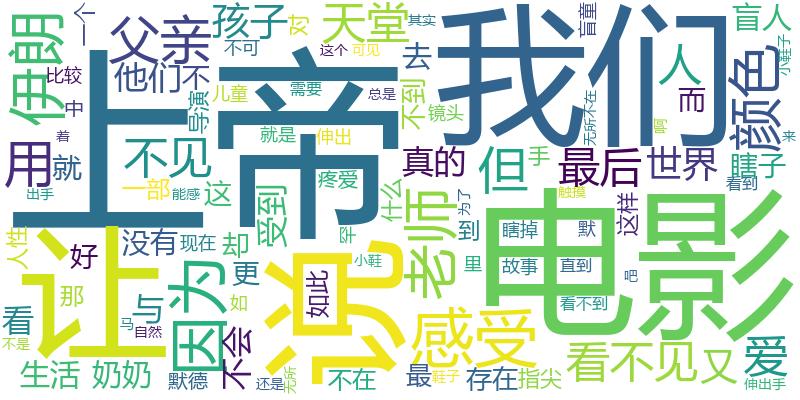 伊朗
一个
父亲
孩子
不可
对
天堂
其实
这个
可见
我们
盲童
盲人
小鞋子
比较
中
他们
不
导演
儿童
需要
总是
不到
去
镜头
人
而
颜色
无所不在
啊
来
上帝
着
用
就
不见
就是
伸出
真的
但
手
最后
世界
瞎子
看到
出手
一部
能感
这
受到
疼爱
什么
老师
为了
触摸
这样
人性
好
没有
现在
却
罕
到
瞎掉
默
让
因为
说
电影
小鞋
里
故事
直到
吧
那
与
更
如此
看不到
看
马
自然
如
感受
不是
不会
看不见
又
爱
生活
奶奶
默德
还是
无所
不在
最
鞋子
存在
指尖
伸出手